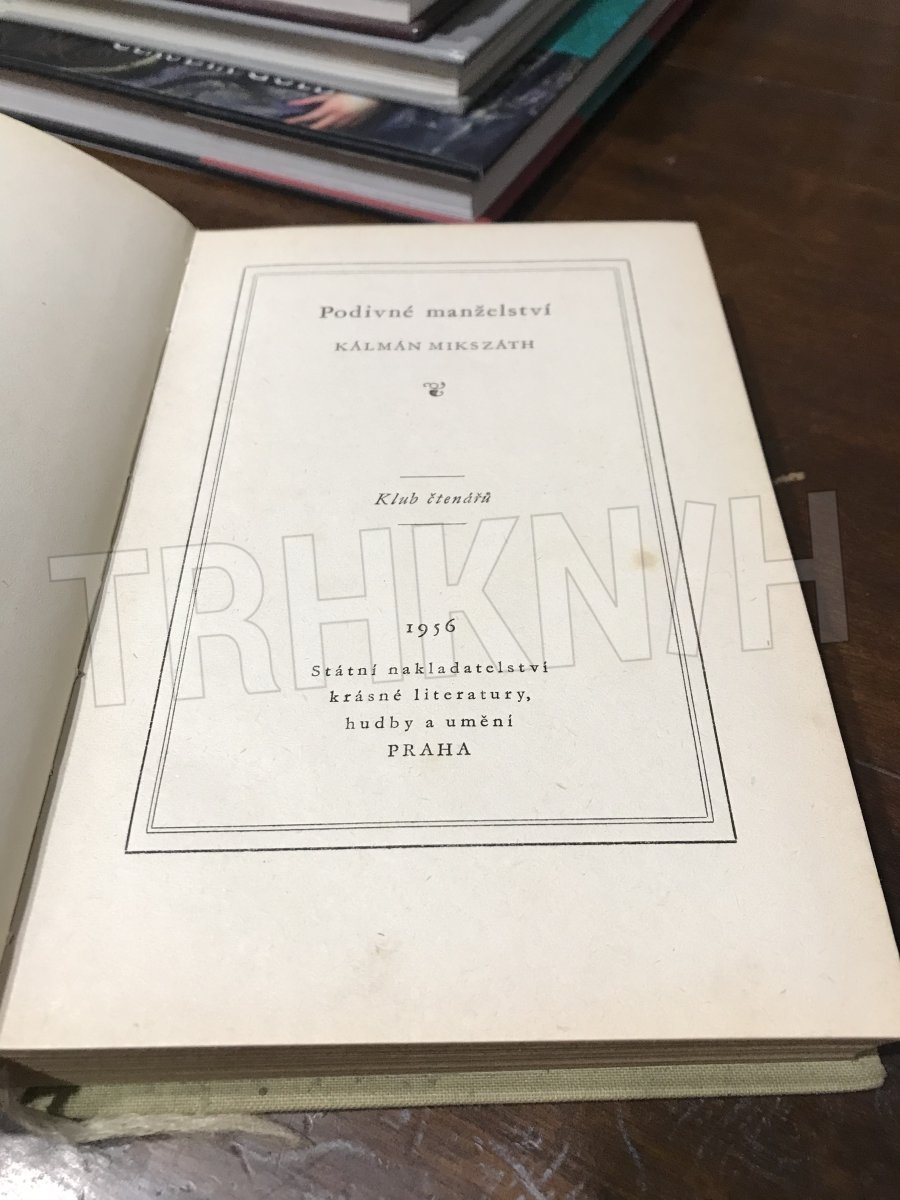 Podivné manželství
KÁLMÁN MIKSZÁTH
Klub čtenářů
1956
Státní nakladatelství
krásné literatury,
hudby a umění
PRAHA
TRHKNIH